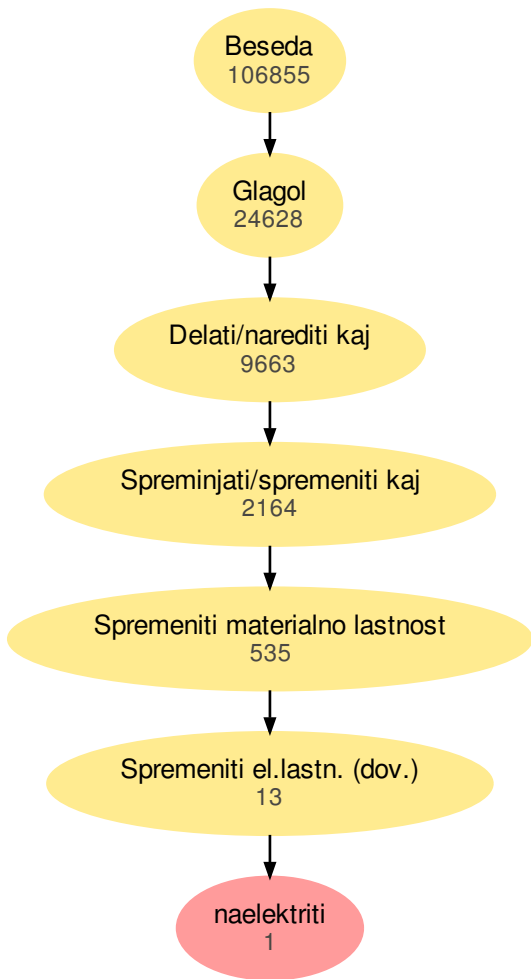 Beseda
106855
Glagol
24628
Delati/narediti kaj
9663
Spreminjati/spremeniti kaj
2164
Spremeniti materialno lastnost
535
Spremeniti el.lastn. (dov.)
13
naelektriti
1